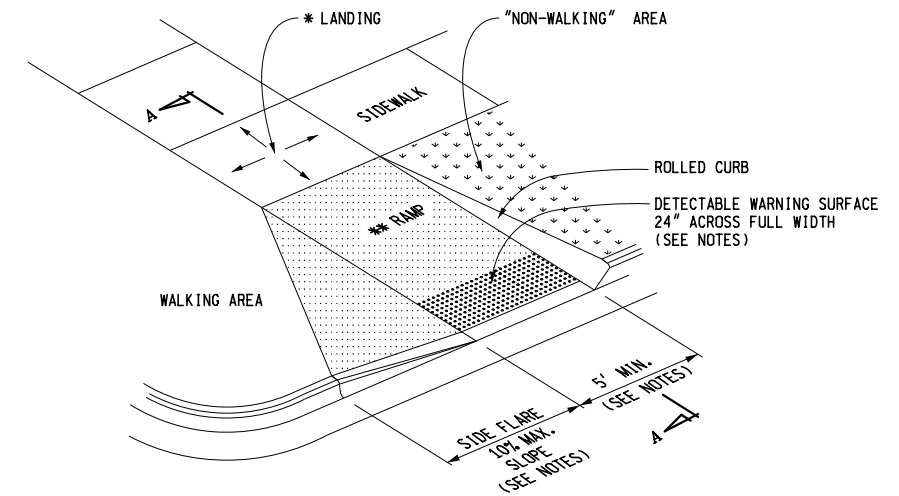 * LANDING
"NON-WALKING" AREA
A
SIDEWALK
ROLLED CURB
DETECTABLE WARNING SURFACE
24" ACROSS FULL WIDTH
(SEE NOTES)
** RAMP
WALKING AREA
5' MIN.
(SEE NOTES)
SIDE FLARE
10% MAX.
SLOPE
(SEE NOTES)
A